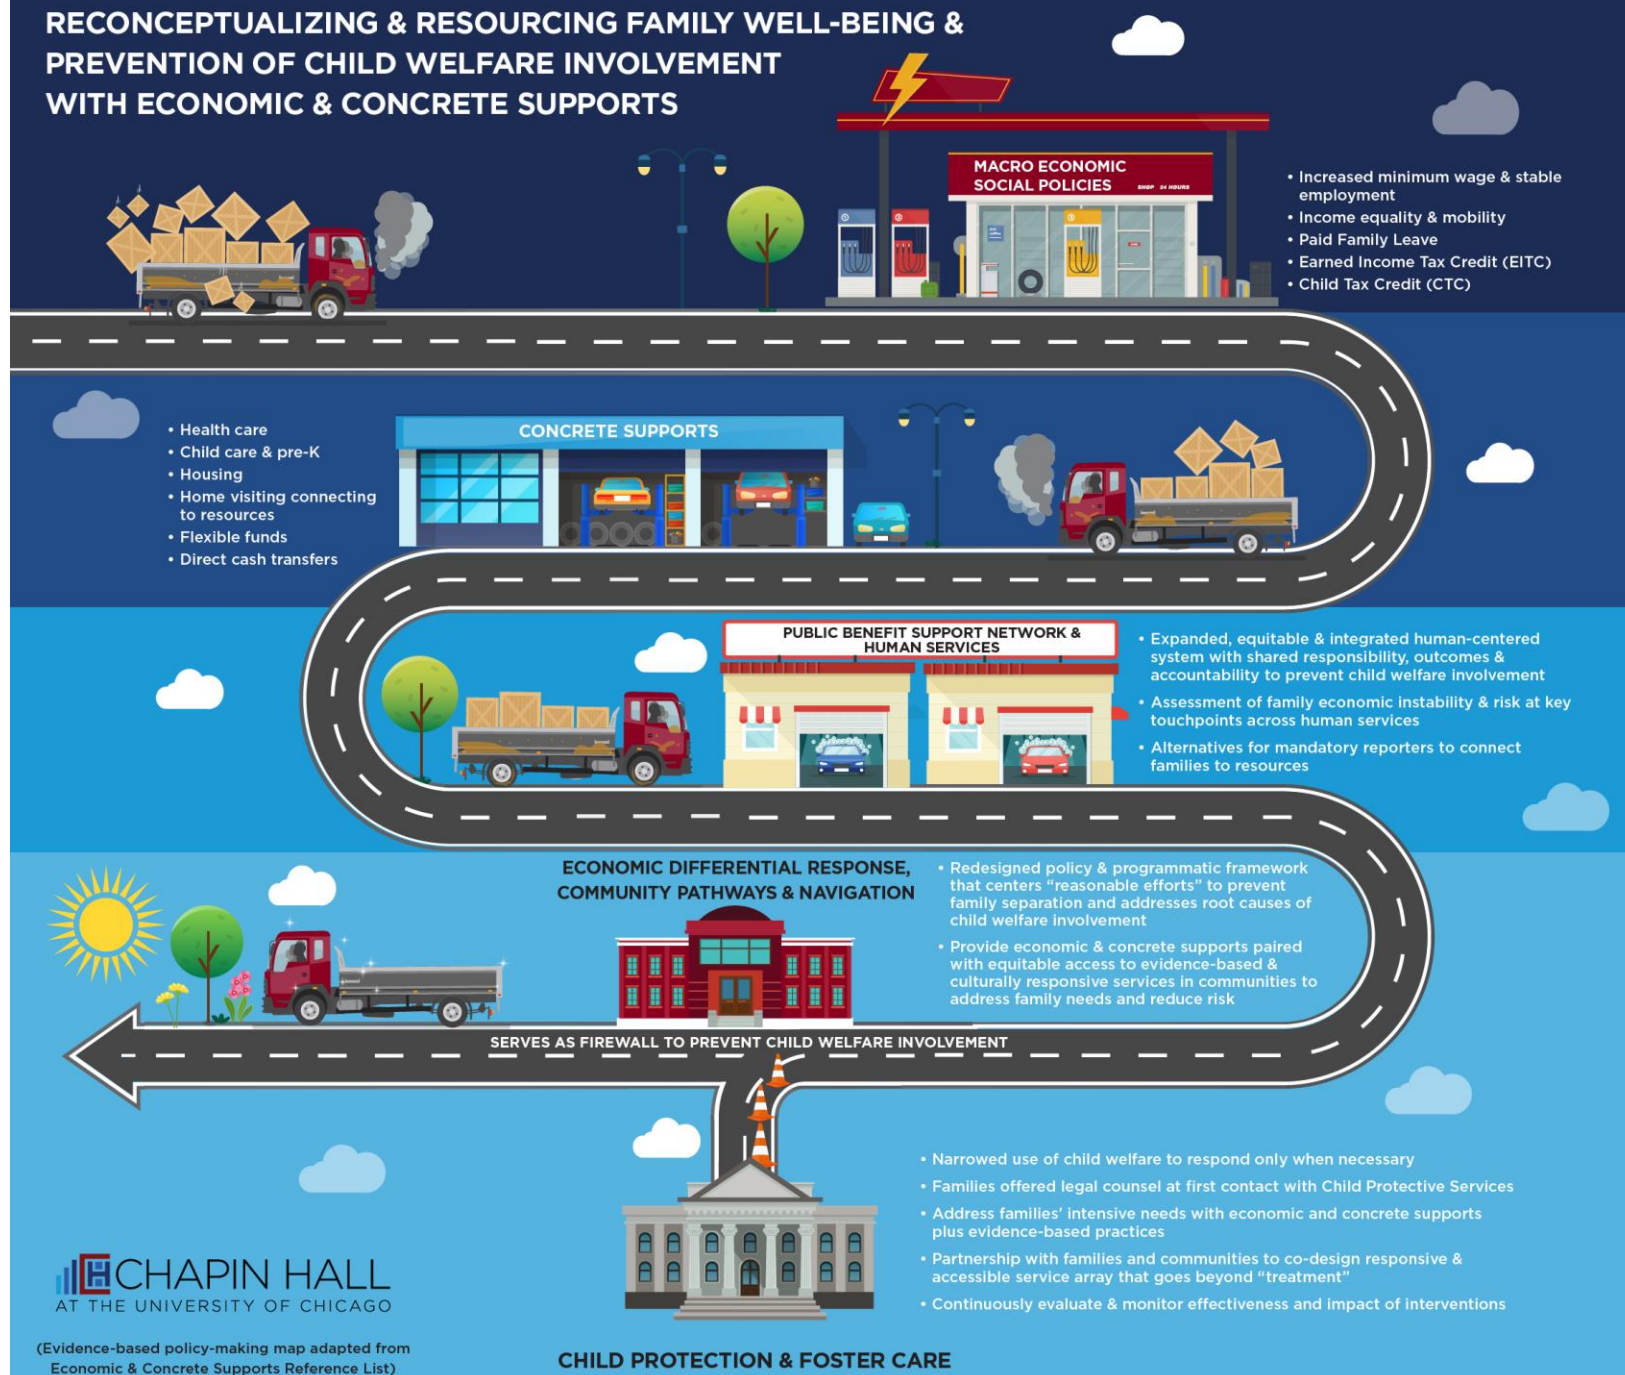 RECONCEPTUALIZING & RESOURCING FAMILY WELL-BEING &
PREVENTION OF CHILD WELFARE INVOLVEMENT
WITH ECONOMIC & CONCRETE SUPPORTS
MACRO ECONOMIC
SOCIAL POLICIES
SHOP 24 HOURS
• Increased minimum wage & stable
employment
• Income equality & mobility
• Paid Family Leave
• Earned Income Tax Credit (EITC)
• Child Tax Credit (CTC)
• Health care
• Child care & pre-K
• Housing
• Home visiting connecting
to resources
• Flexible funds
• Direct cash transfers
CONCRETE SUPPORTS
PUBLIC BENEFIT SUPPORT NETWORK &
HUMAN SERVICES
• Expanded, equitable & integrated human-centered
system with shared responsibility, outcomes &
accountability to prevent child welfare involvement
• Assessment of family economic instability & risk at key
touchpoints across human services
• Alternatives for mandatory reporters to connect
families to resources
ECONOMIC DIFFERENTIAL RESPONSE,
COMMUNITY PATHWAYS & NAVIGATION
• Redesigned policy & programmatic framework
that centers “reasonable efforts” to prevent
family separation and addresses root causes of
child welfare involvement
• Provide economic & concrete supports paired
with equitable access to evidence-based &
culturally responsive services in communities to
address family needs and reduce risk
SERVES AS FIREWALL TO PREVENT CHILD WELFARE INVOLVEMENT
• Narrowed use of child welfare to respond only when necessary
• Families offered legal counsel at first contact with Child Protective Services
• Address families’ intensive needs with economic and concrete supports
plus evidence-based practices
• Partnership with families and communities to co-design responsive &
accessible service array that goes beyond “treatment”
• Continuously evaluate & monitor effectiveness and impact of interventions
CHAPIN HALL
AT THE UNIVERSITY OF CHICAGO
(Evidence-based policy-making map adapted from
Economic & Concrete Supports Reference List)
CHILD PROTECTION & FOSTER CARE